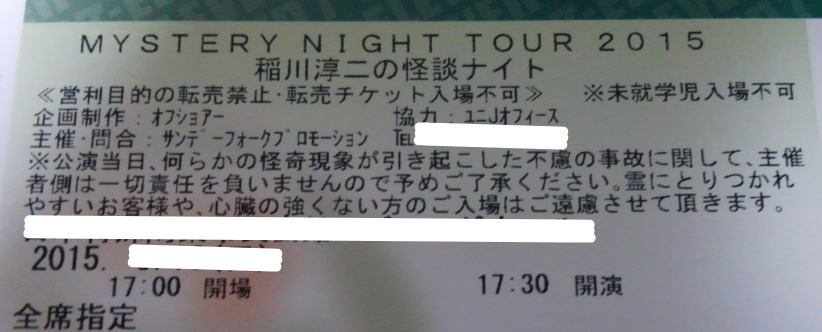 MYSTERY NIGHT TOUR 2015
稲川淳二の怪談ナイト
≪営利目的の転売禁止・転売チケット入場不可≫ ※未就学児入場不可
企画制作：ｵﾌｼｮｱー 協力：ﾕﾆJｵﾌｨｽ
主催・問合：ｻﾝﾃﾞーﾌｫｰｸﾌﾟﾛﾓｰｼｮﾝ ℡
※公演当日、何らかの怪奇現象が引き起こした不慮の事故に関して、主催
者側は一切責任を負いませんので予めご了承ください。霊にとりつかれ
やすいお客様や、心臓の強くない方のご入場はご遠慮させて頂きます。
2015.
17:00 開場 17:30 開演
全席指定